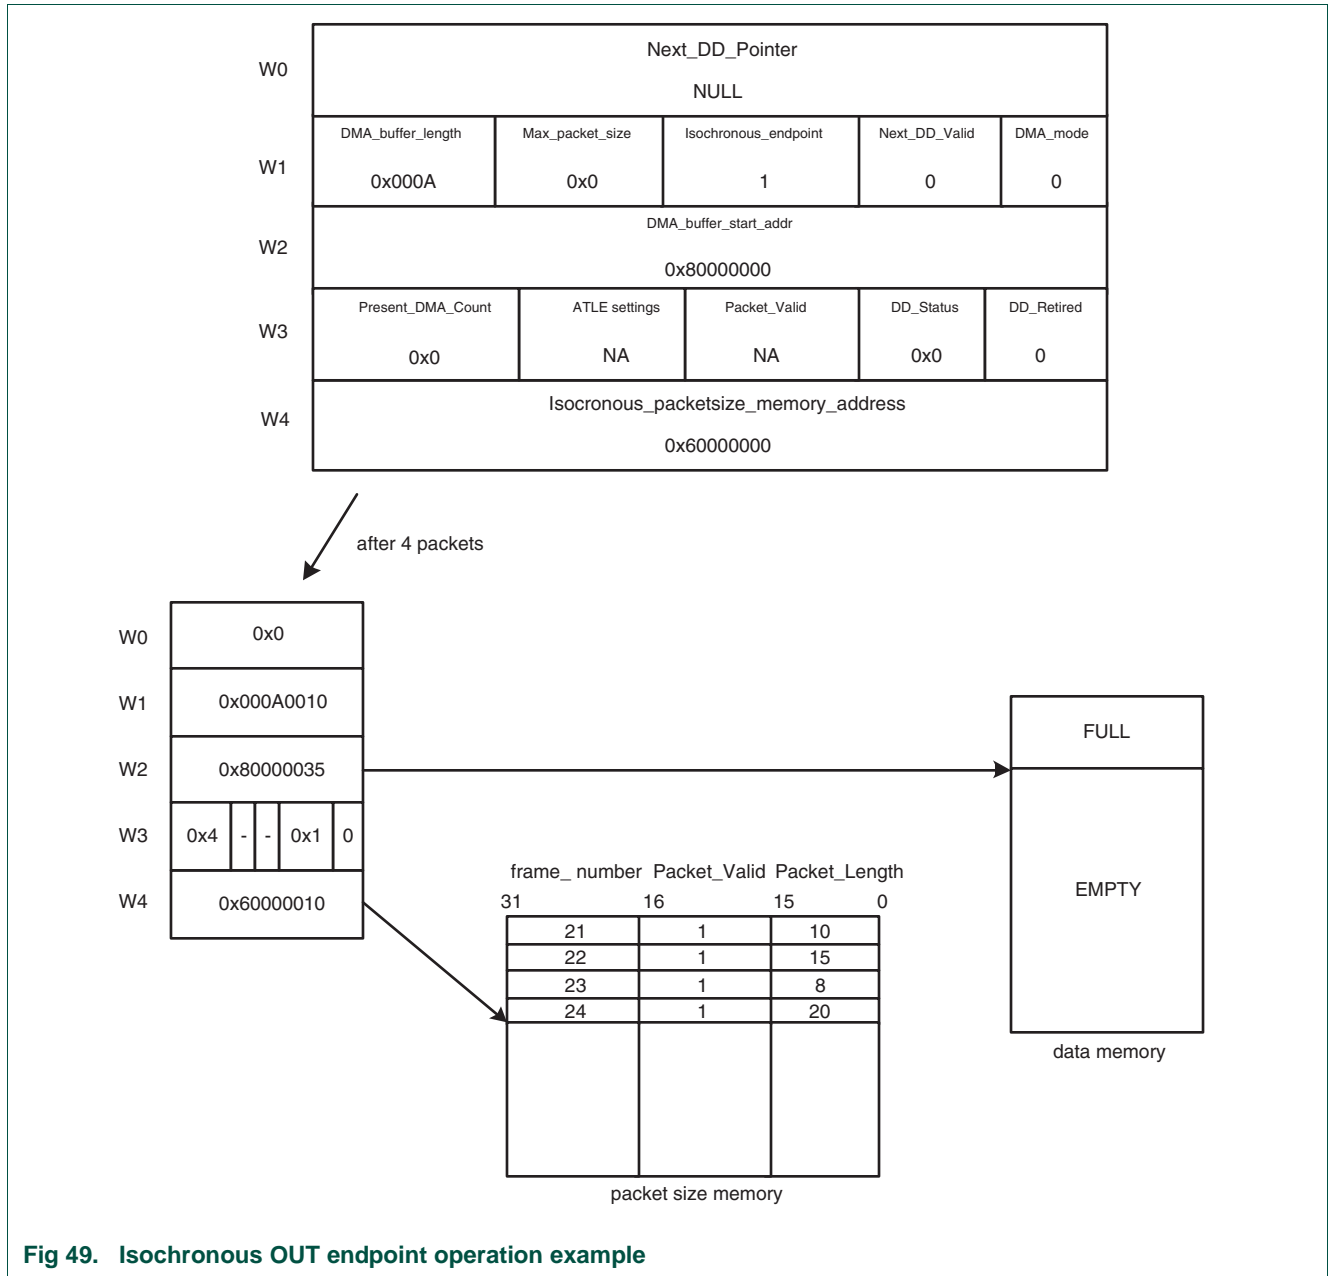 Next_DD_Pointer
W0
NULL
DMA_buffer_length Max_packet_size Isochronous_endpoint Next_DD_Valid DMA_mode
W1
0x000A 0x0 1 0 0
DMA_buffer_start_addr
W2
0x80000000
Present_DMA_Count ATLE settings Packet_Valid DD_Status DD_Retired
W3
0x0 NA NA 0x0 0
Isocronous_packetsize_memory_address
W4
0x60000000
after 4 packets
W0 0x0
W1 0x000A0010
W2 0x80000035
W3 0x4 - - 0x1 0
W4 0x60000010
FULL
EMPTY
data memory
frame_ number Packet_Valid Packet_Length
31 16 15 0
21 1 10
22 1 15
23 1 8
24 1 20
packet size memory
Fig 49. Isochronous OUT endpoint operation example